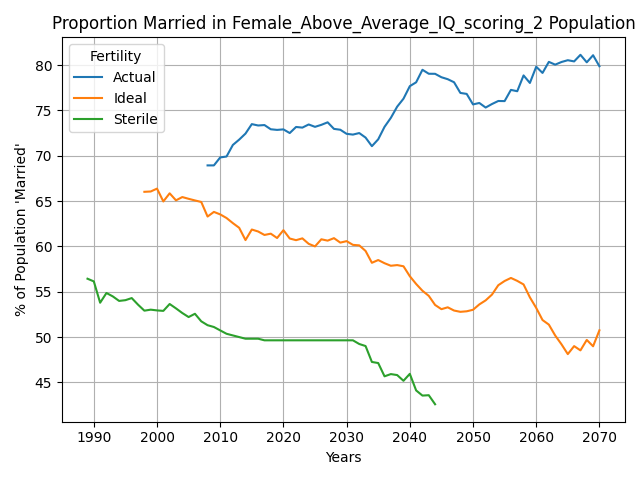 Proportion Married in Female_Above_Average_IQ_scoring_2 Population
Fertility
Actual
Ideal
Sterile
% of Population 'Married'
80
75
70
65
60
55
50
45
1990
2000
2010
2020
2030
2040
2050
2060
2070
Years